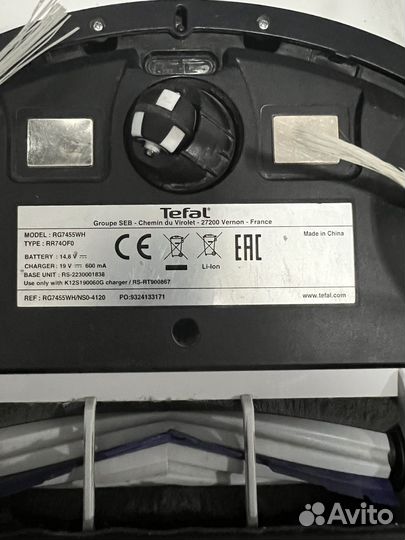 Tefal
Groupe SEB - Chemin du Virolet - 27200 Vernon - France
MODEL : RG7455WH
TYPE : RR74OF0
Made in China
BATTERY : 14,8 V
CHARGER : 19 V 600 mA
BASE UNIT : RS-2230001838
Use only with K12S190060G charger / RS-RT900867
CE
Li-Ion
EAC
REF : RG7455WH/NS0-4120 PO:9324133171
www.tefal.com
Avito